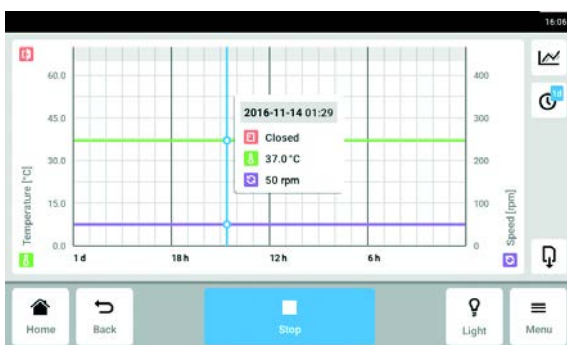 16:06
60.0
45.0
30.0
15.0
0.0
Temperature [°C]
400
300
200
100
0
Speed [rpm]
2016-11-14 01:29
Closed
37.0 °C
50 rpm
1 d
18 h
12 h
6 h
1d
Home
Back
Stop
Light
Menu